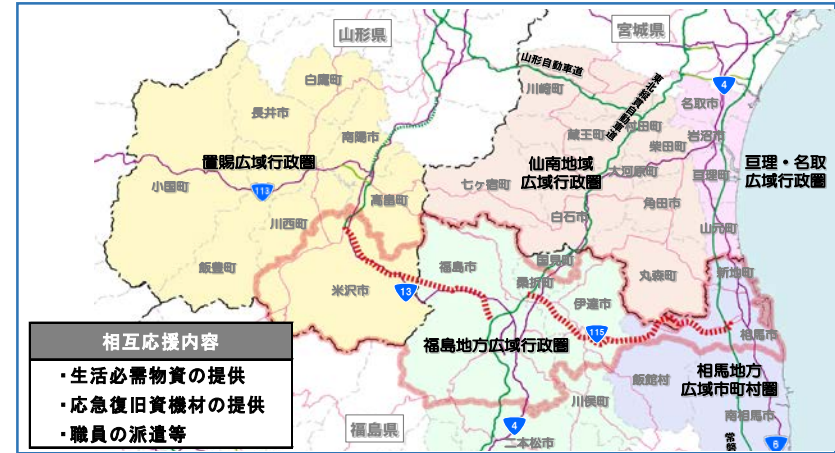 山形県
宮城県
白鷹町
山形自動車道
川崎町
東北縦貫自動車道
4
名取市
長井市
南陽市
蔵王町
村田町
岩沼市
柴田町
置賜広域行政圏
仙南地域
広域行政圏
大河原町
亘理・名取
広域行政圏
亘理町
小国町
113
高畠町
七ヶ宿町
角田市
川西町
白石市
山元町
飯豊町
福島市
国見町
桑折町
丸森町
新地町
米沢市
13
伊達市
115
相馬市
相互応援内容
・生活必需物資の提供
・応急復旧資機材の提供
・職員の派遣等
福島地方広域行政圏
相馬地方
広域市町村圏
飯舘村
川俣町
南相馬市
福島県
4
二本松市
常磐
6